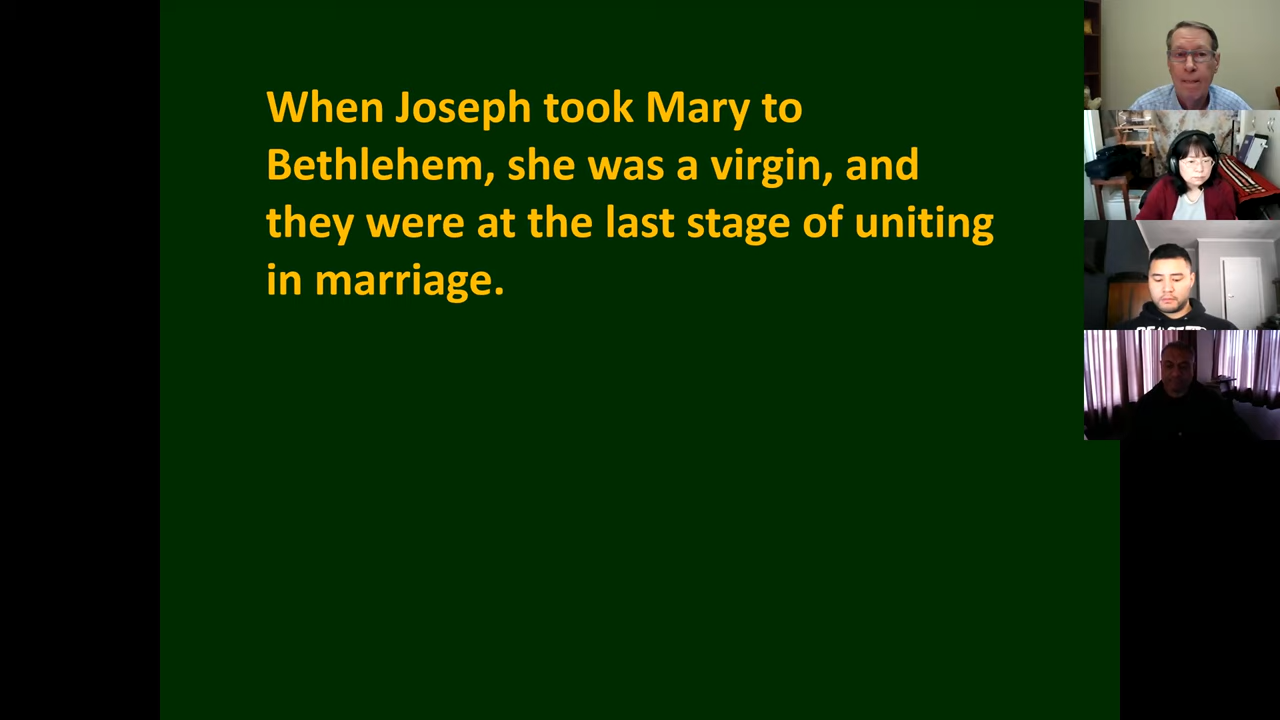 When Joseph took Mary to
Bethlehem, she was a virgin, and
they were at the last stage of uniting
in marriage.